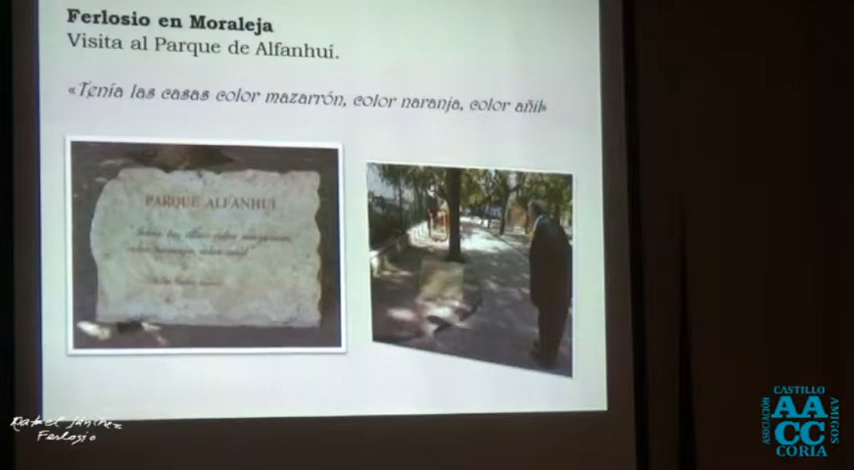 Ferlosio en Moraleja
Visita al Parque de Alfanhuí.
«Tenía las casas color mazarrón, color naranja, color añil»
PARQUE ALFANHUI
Rafael Sánchez
Ferlosio
CASTILLO
ASOCIACIÓN
AA
CC
AMIGOS
CORIA